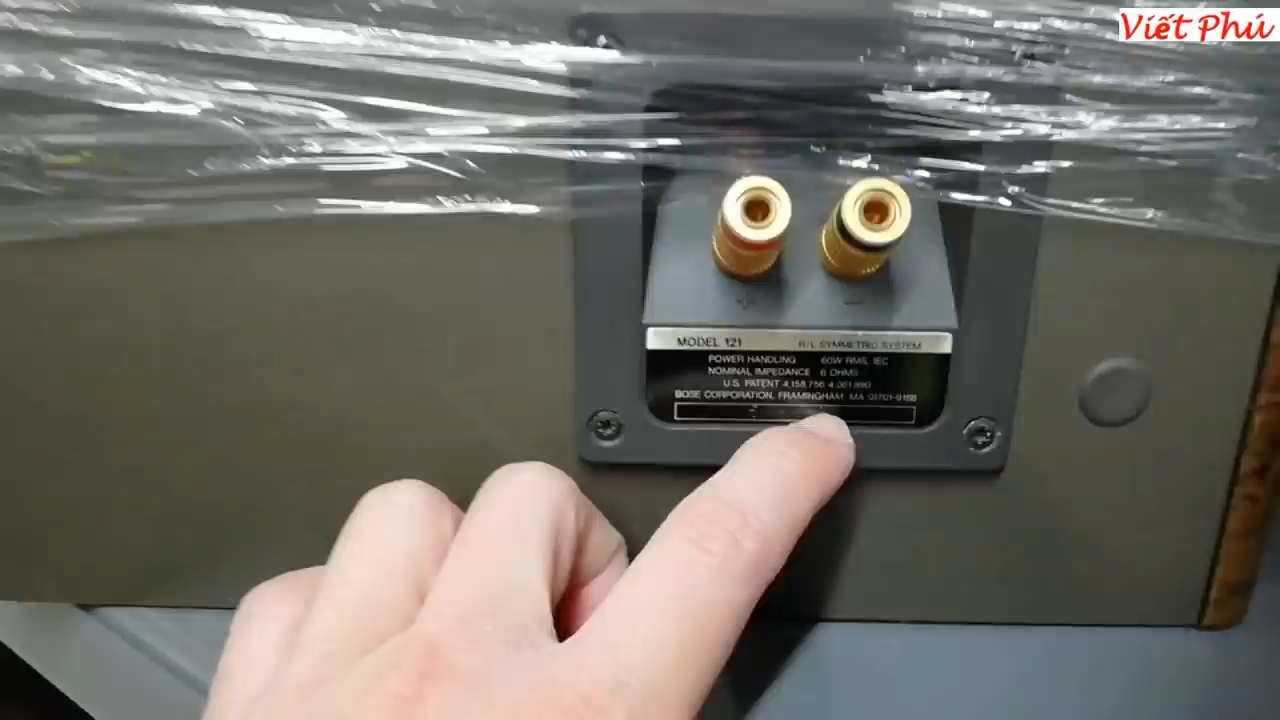 Viết Phú
+ −
MODEL 121 R/L SYMMETRIC SYSTEM
POWER HANDLING 60W RMS, IEC
NOMINAL IMPEDANCE 6 OHMS
U.S. PATENT 4,158,756 4,061,890
BOSE CORPORATION, FRAMINGHAM, MA 01701-9168